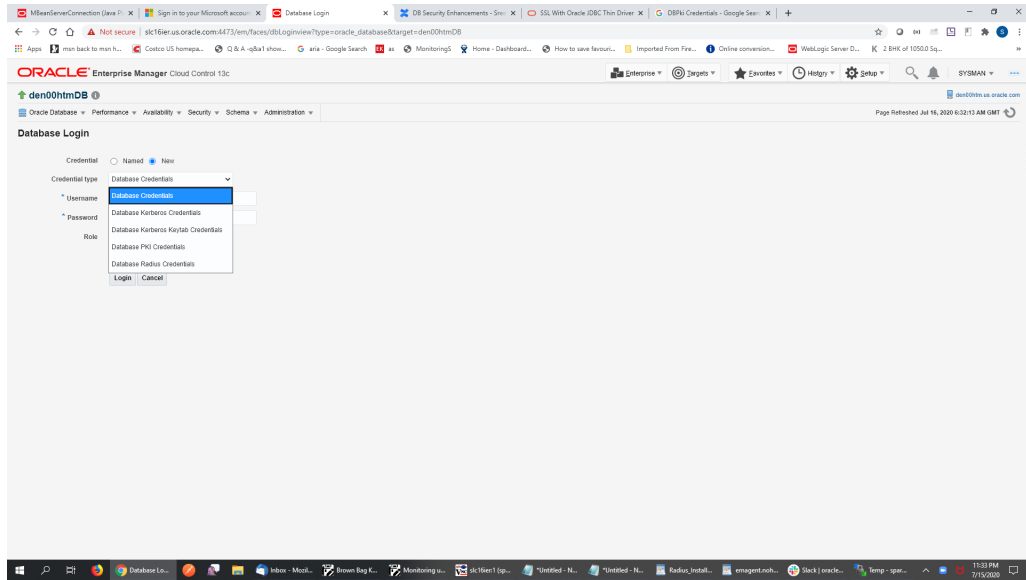 MBeanServerConnection (Java Pl
Sign in to your Microsoft account
Database Login
DB Security Enhancements - Sree
SSL With Oracle JDBC Thin Driver
DBPki Credentials - Google Sear
Not secure | slc16ier.us.oracle.com:4473/em/faces/dbLoginview?type=oracle_database&target=den00htmDB
Apps
msn back to msn h...
Costco US homepa...
Q & A -q&a1 show...
aria - Google Search
as
MonitoringS
Home - Dashboard...
How to save favouri...
Imported From Fire...
Online conversion...
WebLogic Server D...
2 BHK of 1050.0 Sq...
ORACLE Enterprise Manager Cloud Control 13c
Enterprise
Targets
Favorites
History
Setup
SYSMAN
den00htmDB
den00htm.us.oracle.com
Oracle Database Performance Availability Security Schema Administration
Page Refreshed Jul 16, 2020 6:32:13 AM GMT
Database Login
Credential Named New
Credential type Database Credentials
* Username Database Credentials
Database Kerberos Credentials
* Password
Database Kerberos Keytab Credentials
Role
Database PKI Credentials
Database Radius Credentials
Login Cancel
Database Lo...
Inbox - Mozil...
Brown Bag K...
Monitoring u...
slc16ier:1 (sp...
*Untitled - N...
*Untitled - N...
Radius_Install...
emagent.noh...
Slack | oracle...
Temp - spar...
11:33 PM
7/15/2020